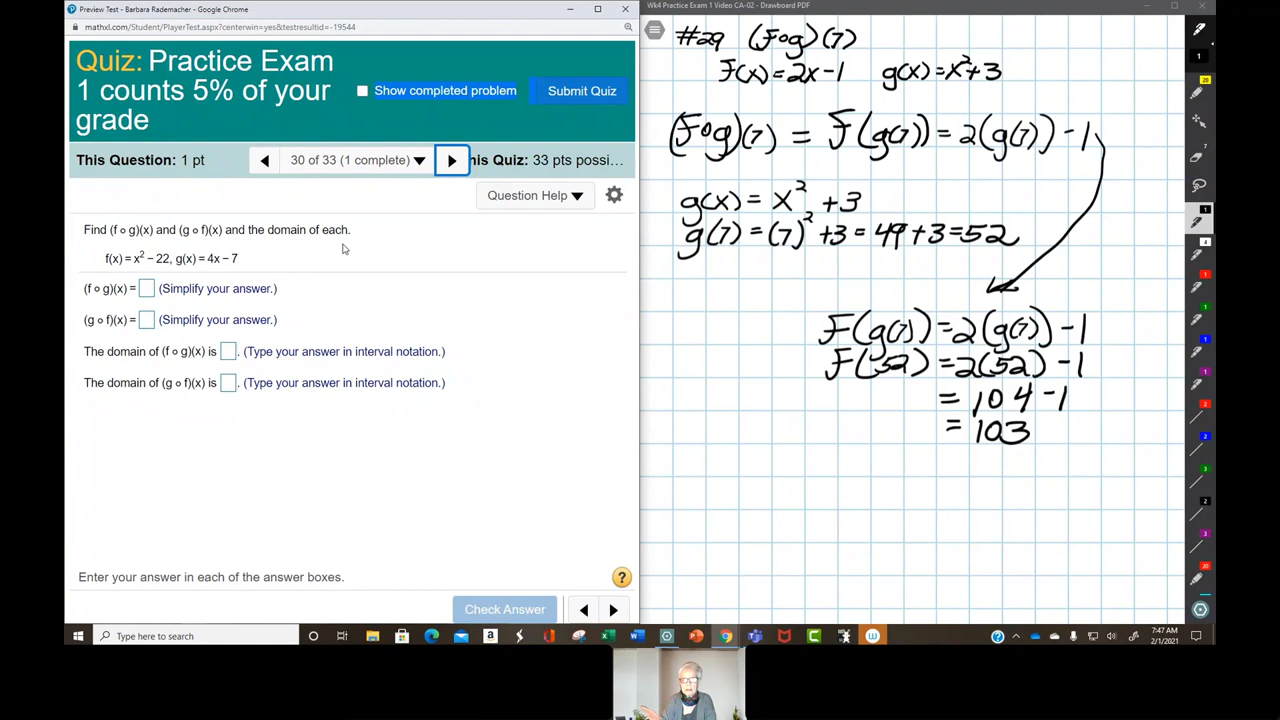 Preview Test - Barbara Rademacher - Google Chrome
mathxl.com/Student/PlayerTest.aspx?centerwin=yes&testresultid=-19544
Quiz: Practice Exam
1 counts 5% of your
grade
Show completed problem
Submit Quiz
This Question: 1 pt
30 of 33 (1 complete)
his Quiz: 33 pts possi...
Question Help
Find (f ∘ g)(x) and (g ∘ f)(x) and the domain of each.
f(x) = x² − 22, g(x) = 4x − 7
(f ∘ g)(x) = (Simplify your answer.)
(g ∘ f)(x) = (Simplify your answer.)
The domain of (f ∘ g)(x) is . (Type your answer in interval notation.)
The domain of (g ∘ f)(x) is . (Type your answer in interval notation.)
Enter your answer in each of the answer boxes.
?
Check Answer
Wk4 Practice Exam 1 Video CA-02 - Drawboard PDF
#29 (f∘g)(7)
f(x)=2x-1 g(x)=x²+3
(f∘g)(7) = f(g(7)) = 2(g(7)) -1
g(x) = x² +3
g(7) = (7)² +3 = 49 +3 = 52
f(g(7)) = 2(g(7)) -1
f(52) = 2(52) -1
= 104 -1
= 103
Type here to search
7:47 AM
2/1/2021